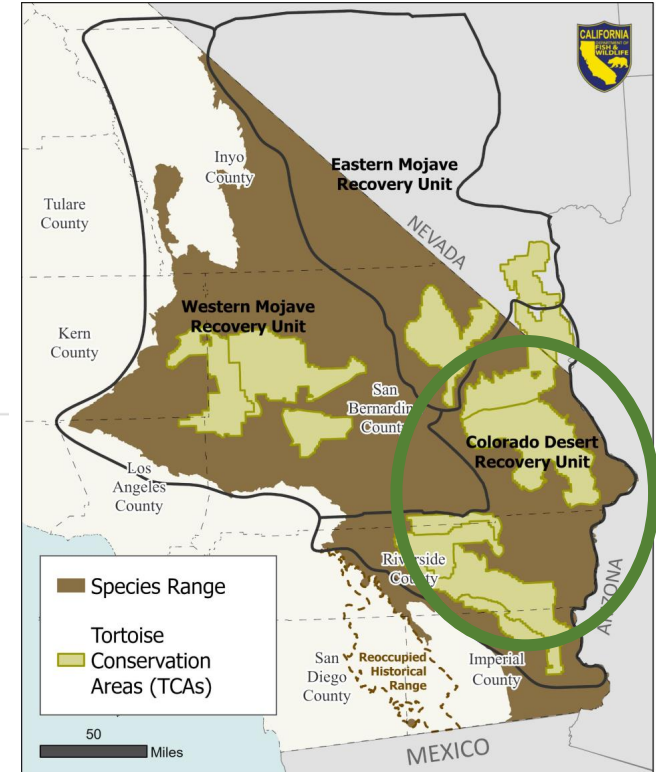 CALIFORNIA
DEPARTMENT OF
FISH &
WILDLIFE
Inyo
County
Eastern Mojave
Recovery Unit
Tulare
County
NEVADA
Western Mojave
Recovery Unit
Kern
County
San
Bernardino
County
Colorado Desert
Recovery Unit
Los
Angeles
County
Riverside
County
ARIZONA
Species Range
Tortoise
Conservation
Areas (TCAs)
San
Diego
County
Reoccupied
Historical
Range
Imperial
County
50
Miles
MEXICO